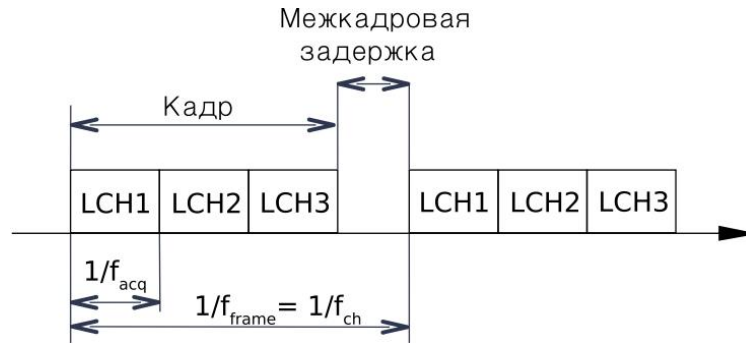 Межкадровая
задержка
Кадр
LCH1 LCH2 LCH3 LCH1 LCH2 LCH3
1/f_acq
1/f_frame = 1/f_ch